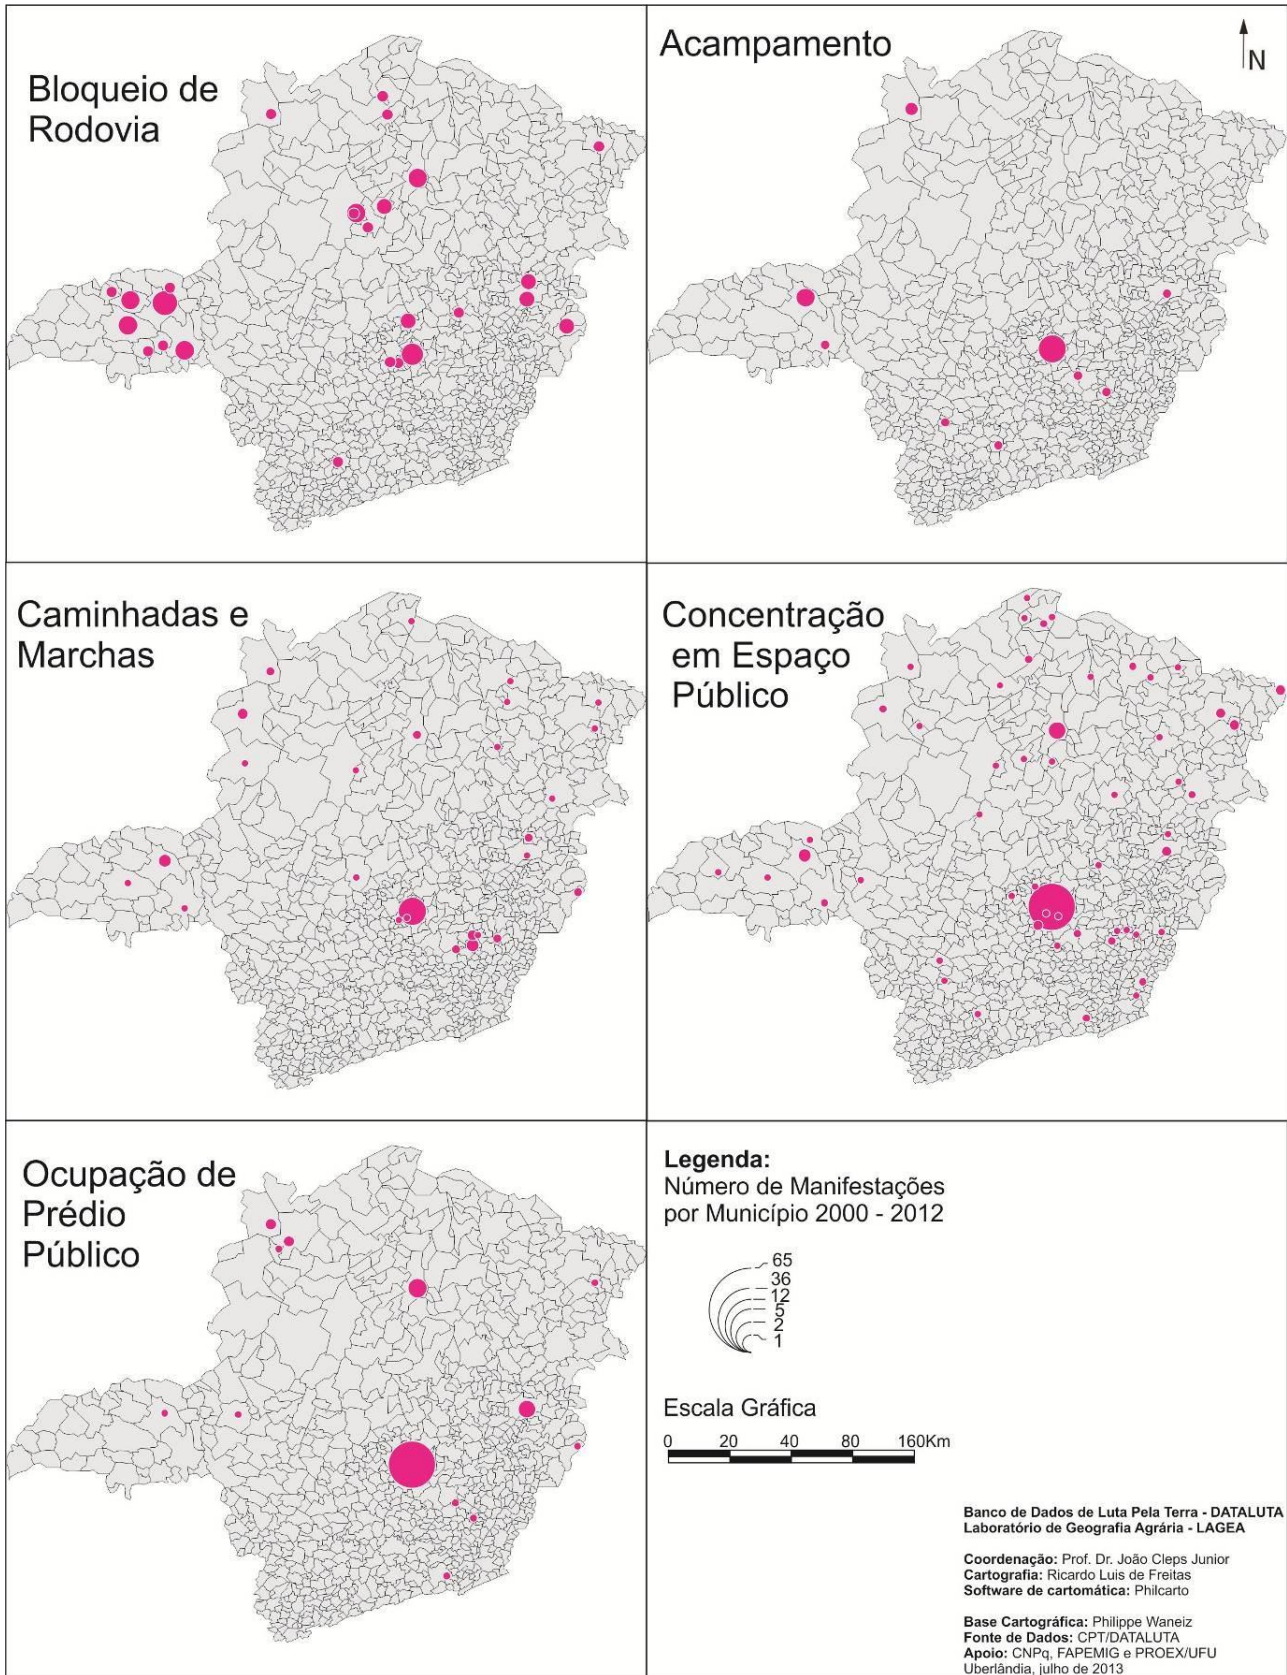 Bloqueio de
Rodovia
Acampamento
N
Caminhadas e
Marchas
Concentração
em Espaço
Público
Ocupação de
Prédio
Público
Legenda:
Número de Manifestações
por Município 2000 - 2012
65
36
12
5
2
1
Escala Gráfica
0 20 40 80 160Km
Banco de Dados de Luta Pela Terra - DATALUTA
Laboratório de Geografia Agrária - LAGEA
Coordenação: Prof. Dr. João Cleps Junior
Cartografia: Ricardo Luis de Freitas
Software de cartomática: Philcarto
Base Cartográfica: Philippe Waneiz
Fonte de Dados: CPT/DATALUTA
Apoio: CNPq, FAPEMIG e PROEX/UFU
Uberlândia, julho de 2013